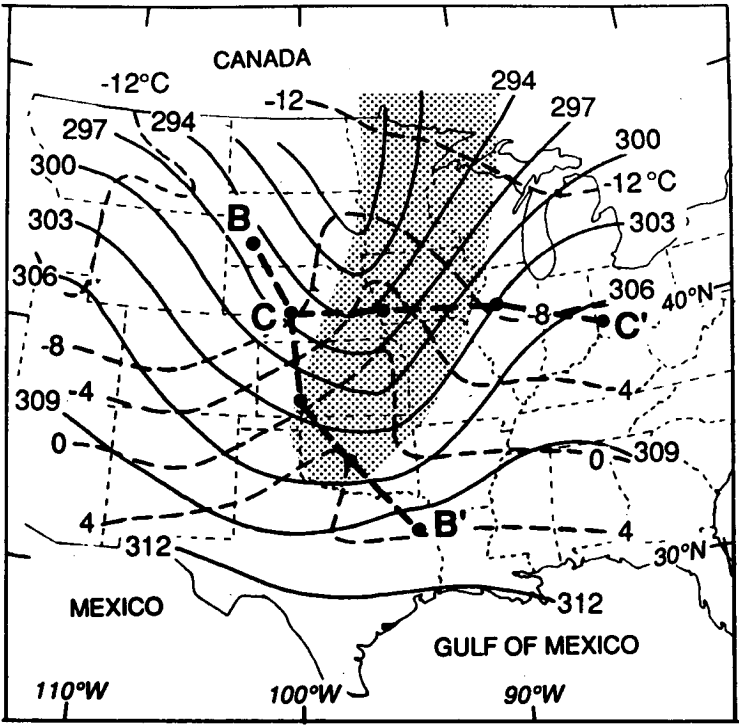 CANADA
-12°C
-12
294
297
294
297
300
300
-12°C
303
303
B
306
306
40°N
C
-8
C'
-8
-4
-4
309
0
309
0
4
B'
4
312
30°N
312
MEXICO
GULF OF MEXICO
110°W
100°W
90°W